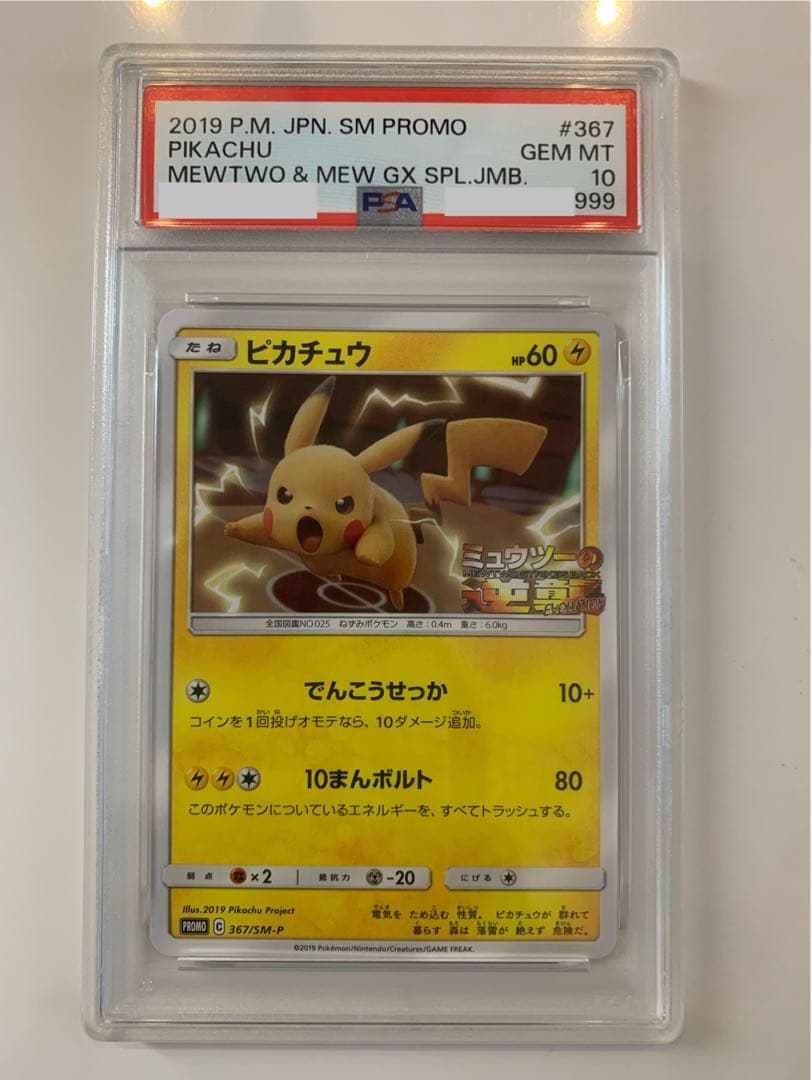 2019 P.M. JPN. SM PROMO #367
PIKACHU GEM MT
MEWTWO & MEW GX SPL.JMB. 10
PSA 999
たね ピカチュウ HP60
ミュウツーの
MEWTWO STRIKES BACK
逆襲
EVOLUTION
全国図鑑NO.025 ねずみポケモン 高さ:0.4m 重さ:6.0kg
でんこうせっか 10+
コインを1回投げオモテなら、10ダメージ追加。
10まんボルト 80
このポケモンについているエネルギーを、すべてトラッシュする。
弱点 ×2 抵抗力 -20 にげる
Illus.2019 Pikachu Project
電気を ため込む 性質。 ピカチュウが 群れて
暮らす 森は 落雷が 絶えず 危険だ。
PROMO C 367/SM-P
©2019 Pokémon/Nintendo/Creatures/GAME FREAK.